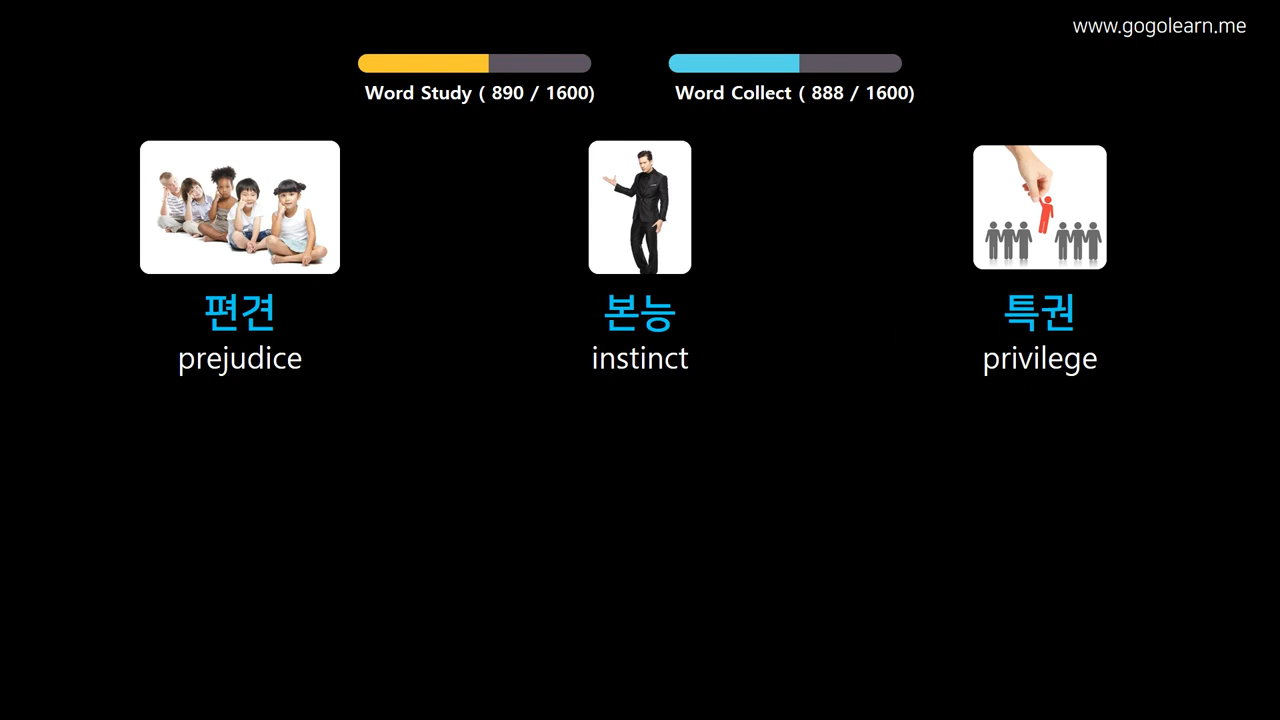 www.gogolearn.me
Word Study ( 890 / 1600)
Word Collect ( 888 / 1600)
편견
prejudice
본능
instinct
특권
privilege